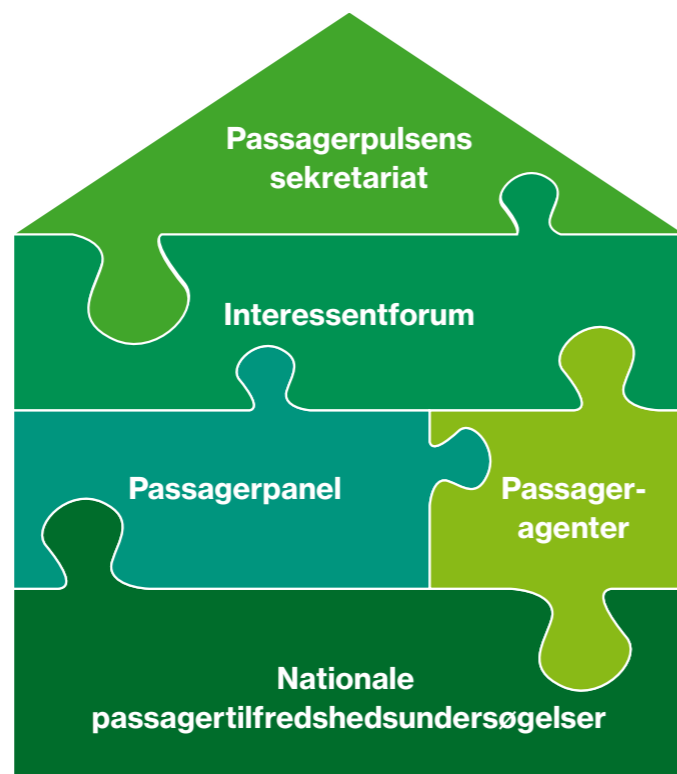 Passagerpulsens
sekretariat
Interessentforum
Passagerpanel
Passager-
agenter
Nationale
passagertilfredshedsundersøgelser